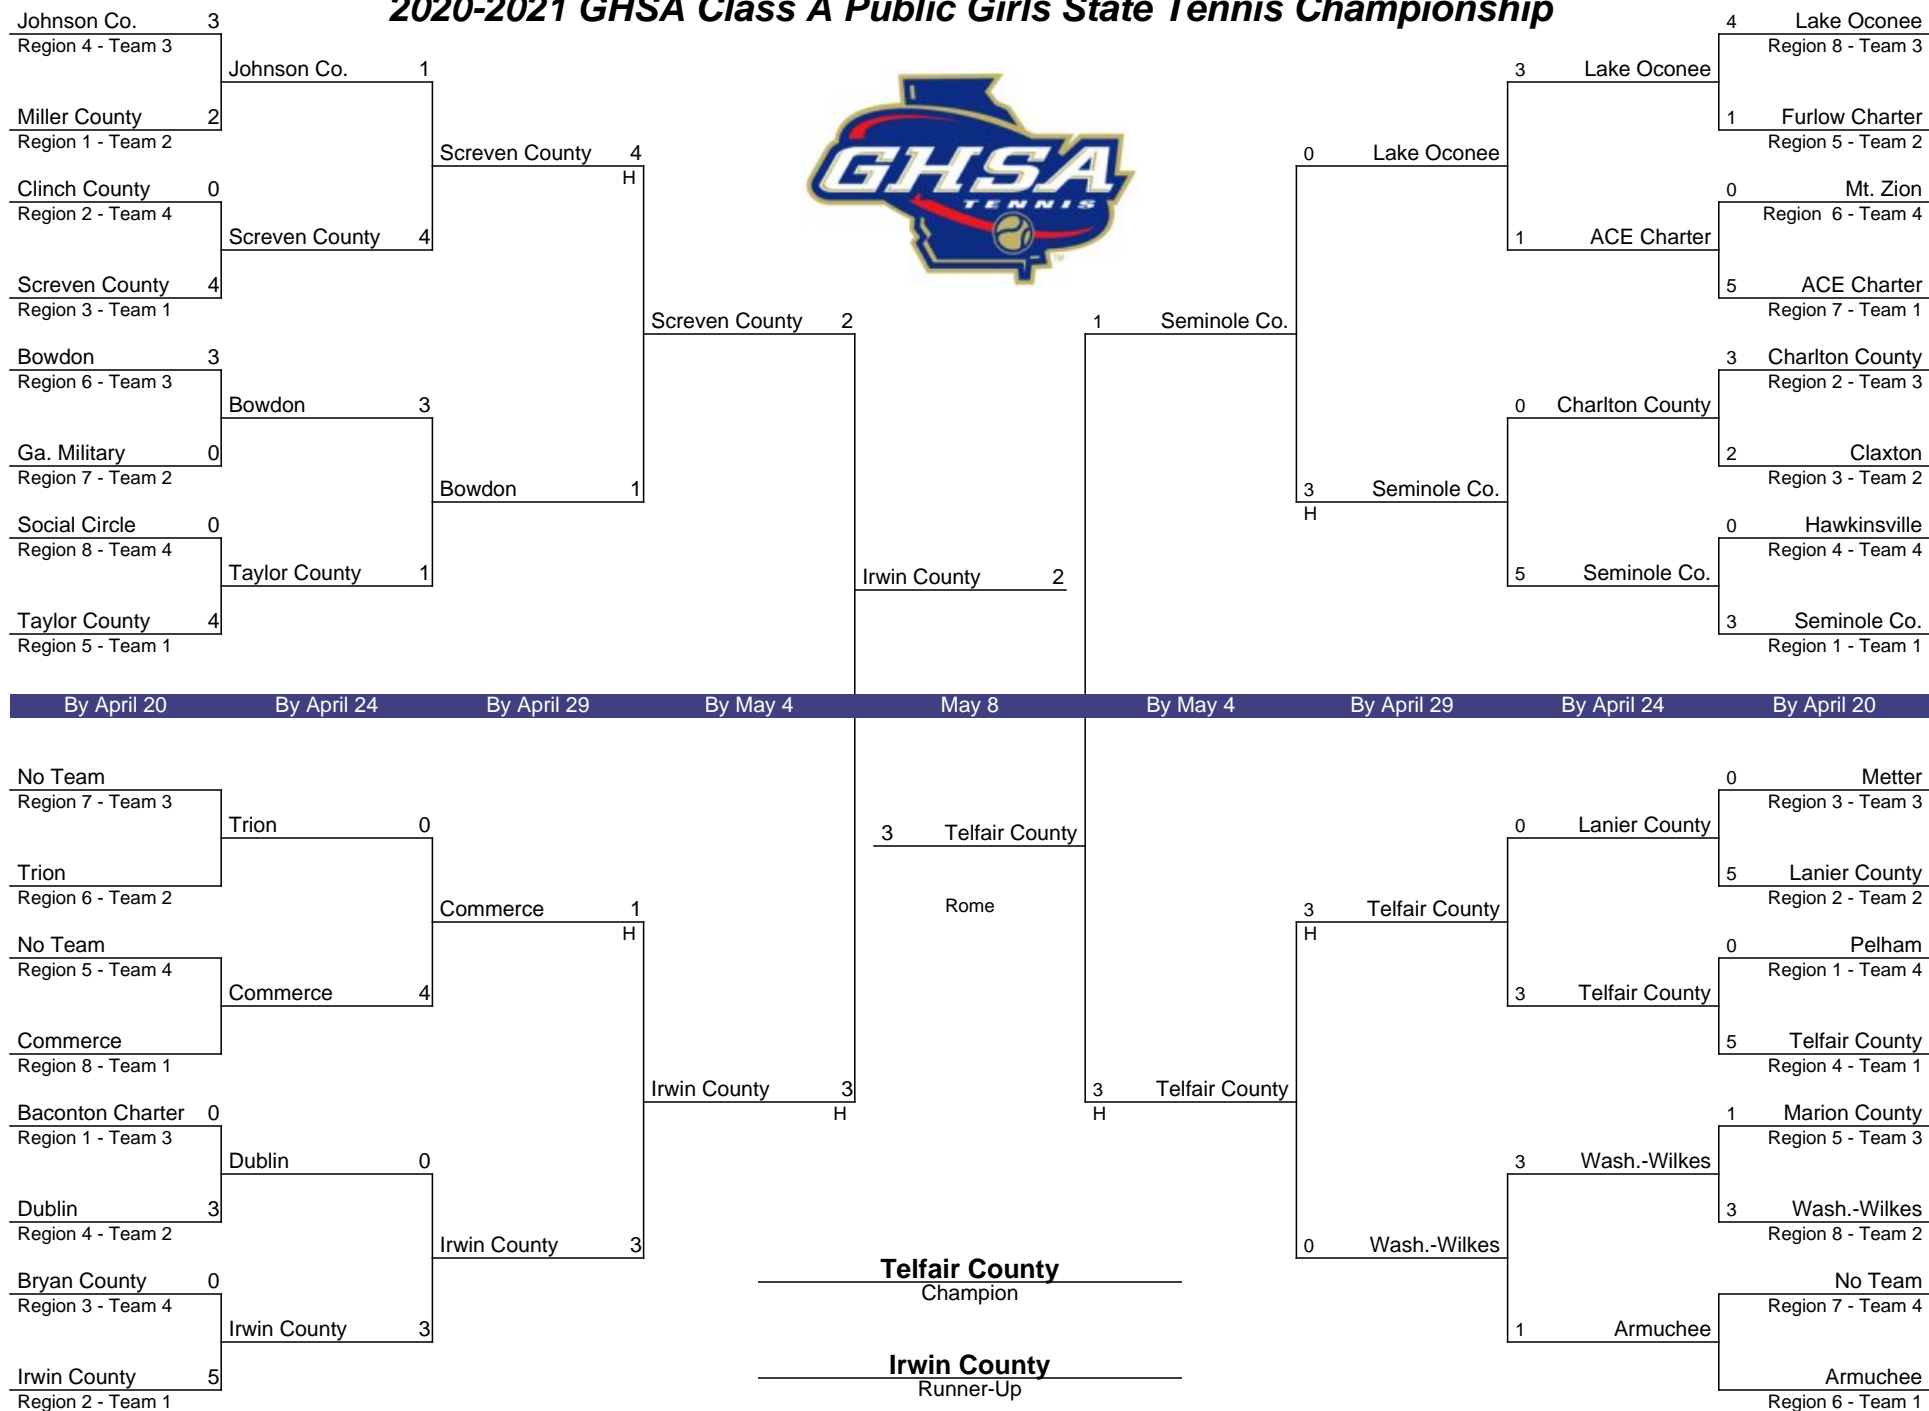 2020-2021 GHSA Class A Public Girls State Tennis Championship
Johnson Co. 3
Region 4 - Team 3
Miller County 2
Region 1 - Team 2
Clinch County 0
Region 2 - Team 4
Screven County 4
Region 3 - Team 1
Bowdon 3
Region 6 - Team 3
Ga. Military 0
Region 7 - Team 2
Social Circle 0
Region 8 - Team 4
Taylor County 4
Region 5 - Team 1
Johnson Co. 1
Screven County 4
Bowdon 3
Taylor County 1
Screven County 4
H
Bowdon 1
Screven County 2
GHSA
TENNIS
TM
Irwin County 2
1 Seminole Co.
0 Lake Oconee
3 Seminole Co.
H
3 Lake Oconee
1 ACE Charter
0 Charlton County
5 Seminole Co.
4 Lake Oconee
Region 8 - Team 3
1 Furlow Charter
Region 5 - Team 2
0 Mt. Zion
Region 6 - Team 4
5 ACE Charter
Region 7 - Team 1
3 Charlton County
Region 2 - Team 3
2 Claxton
Region 3 - Team 2
0 Hawkinsville
Region 4 - Team 4
3 Seminole Co.
Region 1 - Team 1
By April 20 By April 24 By April 29 By May 4 May 8 By May 4 By April 29 By April 24 By April 20
No Team
Region 7 - Team 3
Trion
Region 6 - Team 2
No Team
Region 5 - Team 4
Commerce
Region 8 - Team 1
Baconton Charter 0
Region 1 - Team 3
Dublin 3
Region 4 - Team 2
Bryan County 0
Region 3 - Team 4
Irwin County 5
Region 2 - Team 1
Trion 0
Commerce 4
Dublin 0
Irwin County 3
Commerce 1
H
Irwin County 3
Irwin County 3
H
3 Telfair County
Rome
Telfair County
Champion
Irwin County
Runner-Up
3 Telfair County
H
3 Telfair County
H
0 Wash.-Wilkes
0 Lanier County
3 Telfair County
3 Wash.-Wilkes
1 Armuchee
0 Metter
Region 3 - Team 3
5 Lanier County
Region 2 - Team 2
0 Pelham
Region 1 - Team 4
5 Telfair County
Region 4 - Team 1
1 Marion County
Region 5 - Team 3
3 Wash.-Wilkes
Region 8 - Team 2
No Team
Region 7 - Team 4
Armuchee
Region 6 - Team 1